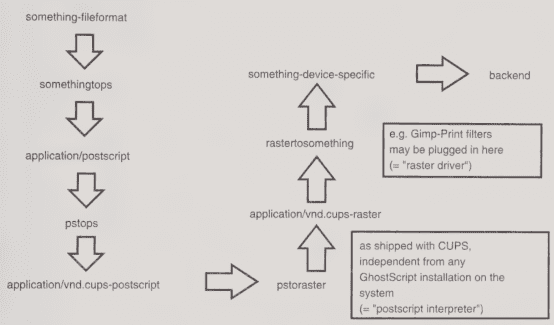 something-fileformat
somethingtops
application/postscript
pstops
application/vnd.cups-postscript
pstoraster
application/vnd.cups-raster
rastertosomething
something-device-specific
backend
e.g. Gimp-Print filters
may be plugged in here
(= "raster driver")
as shipped with CUPS,
independent from any
GhostScript installation on the
system
(= "postscript interpreter")